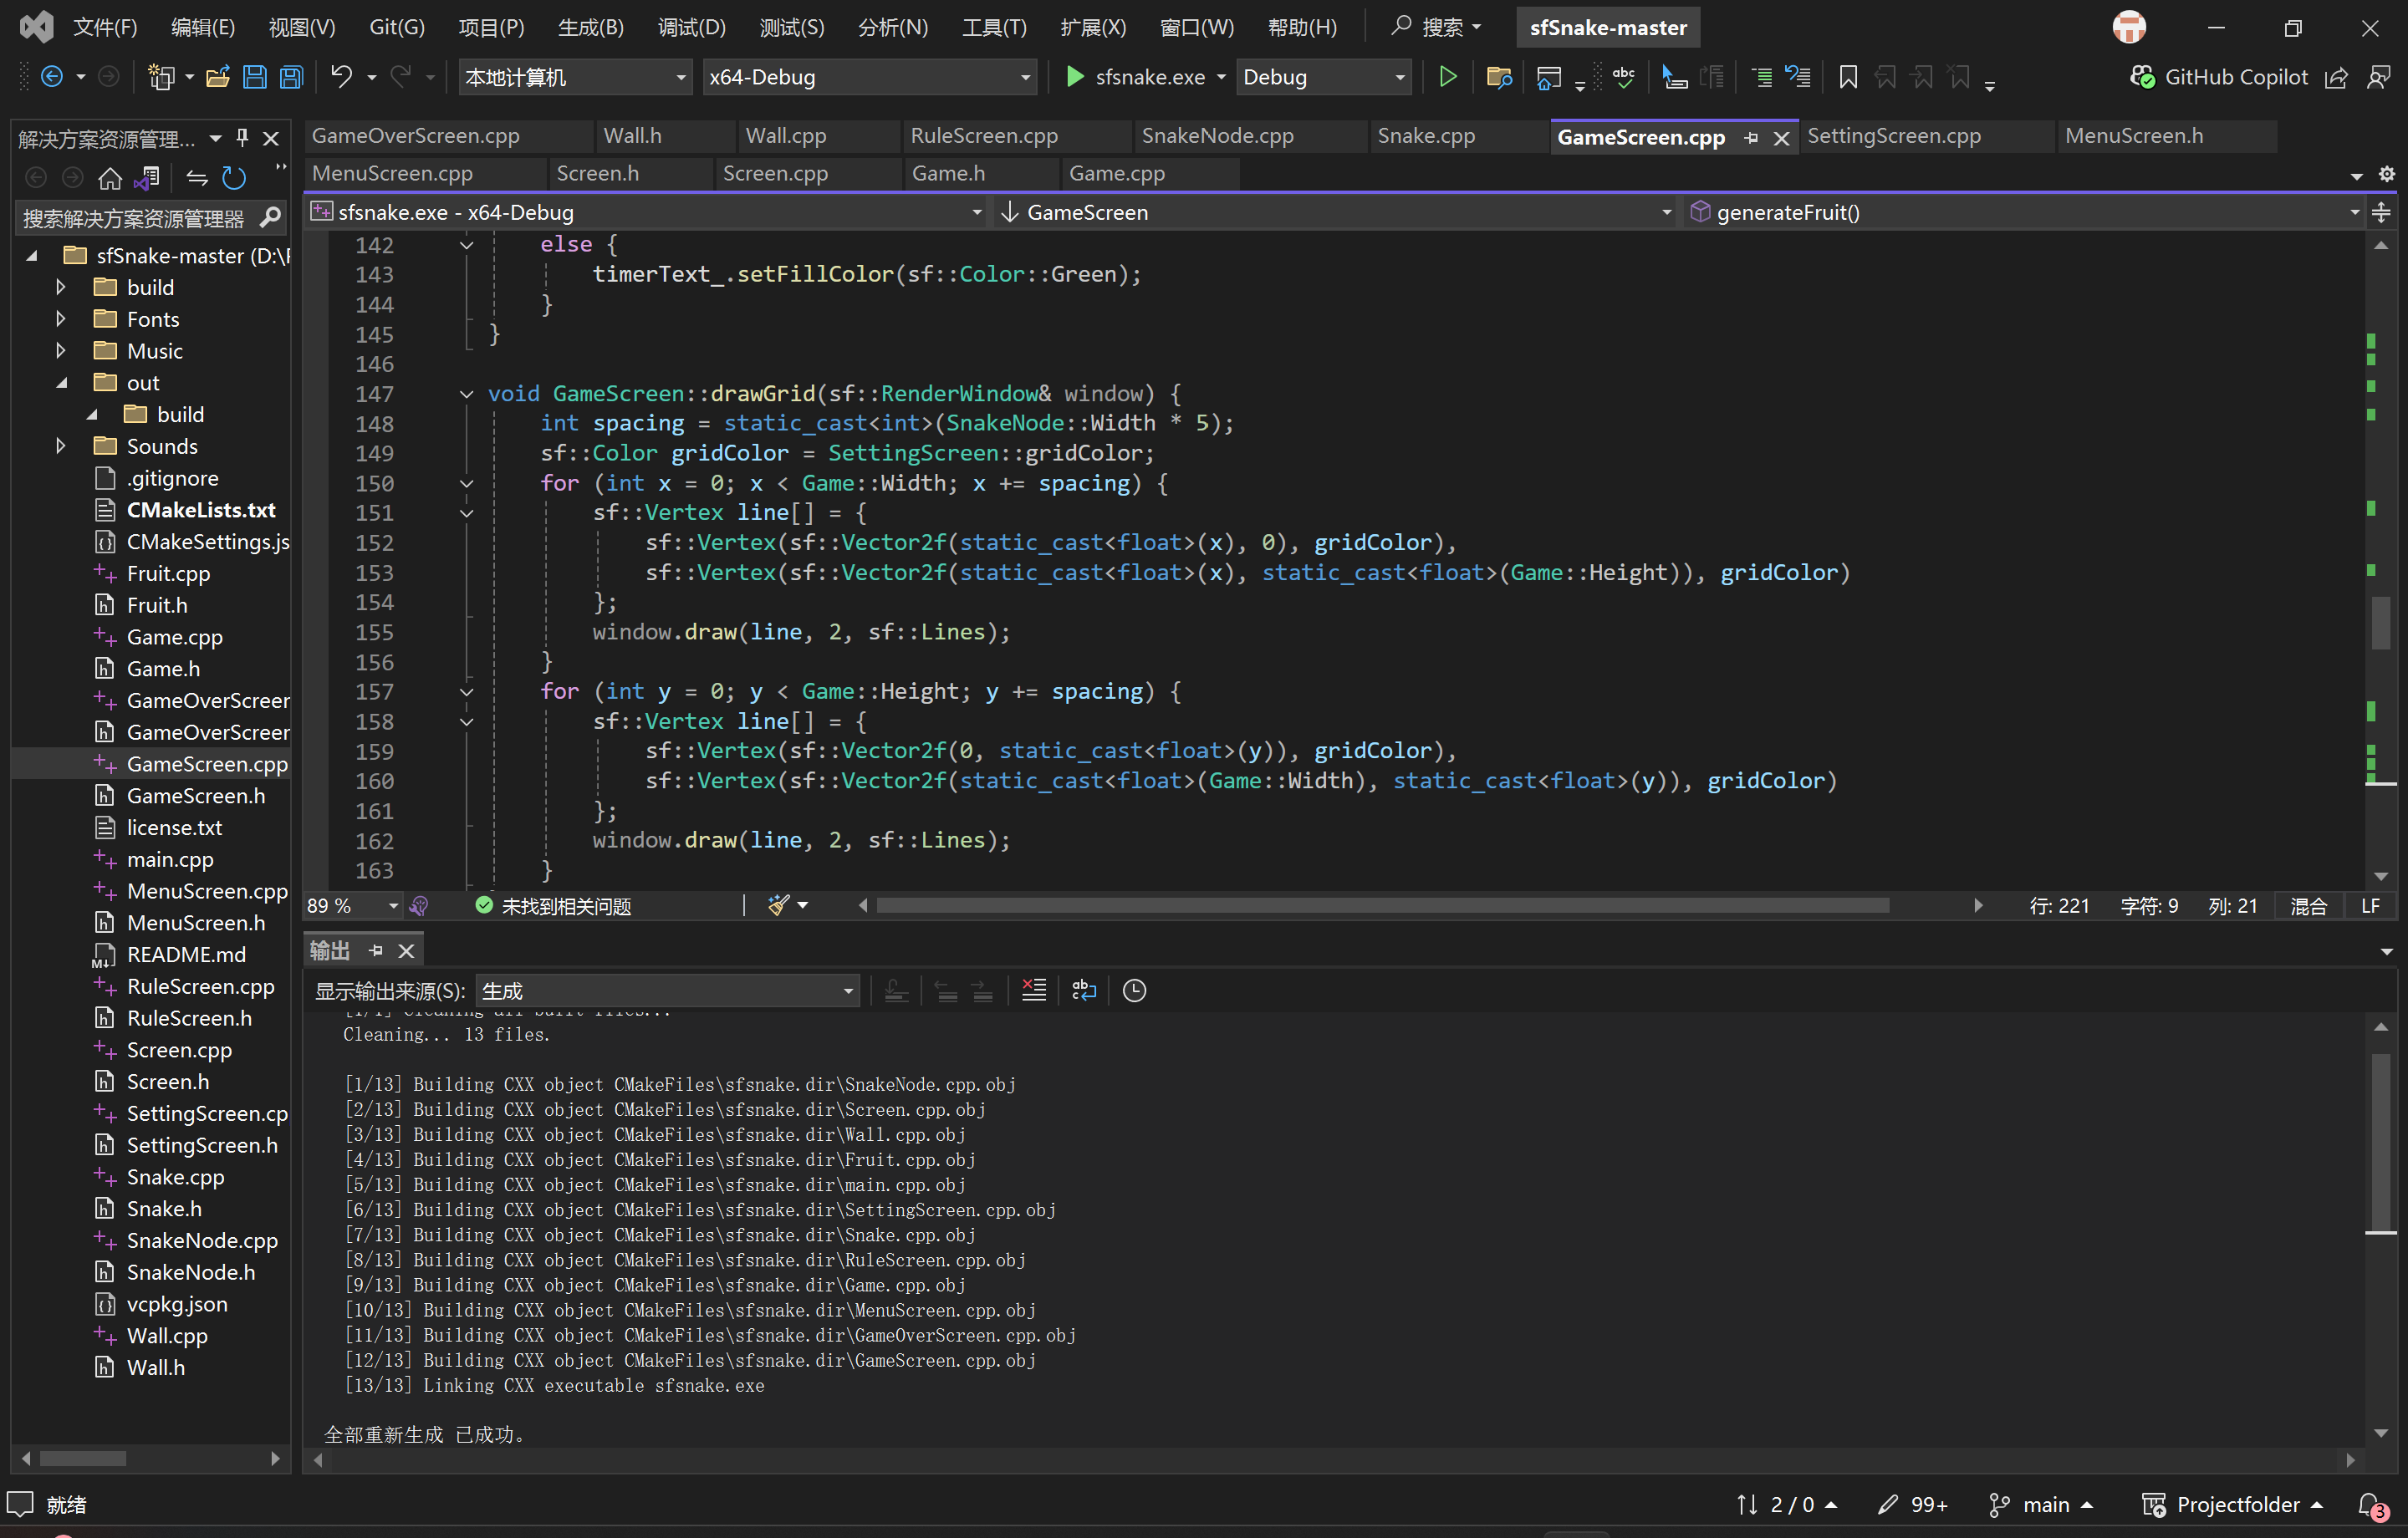 文件(F) 编辑(E) 视图(V) Git(G) 项目(P) 生成(B) 调试(D) 测试(S) 分析(N) 工具(T) 扩展(X) 窗口(W) 帮助(H) 搜索 sfSnake-master
本地计算机 x64-Debug sfsnake.exe Debug GitHub Copilot
解决方案资源管理...
搜索解决方案资源管理器
sfSnake-master (D:\
build
Fonts
Music
out
build
Sounds
.gitignore
CMakeLists.txt
CMakeSettings.js
Fruit.cpp
Fruit.h
Game.cpp
Game.h
GameOverScreen
GameOverScreen
GameScreen.cpp
GameScreen.h
license.txt
main.cpp
MenuScreen.cpp
MenuScreen.h
README.md
RuleScreen.cpp
RuleScreen.h
Screen.cpp
Screen.h
SettingScreen.cp
SettingScreen.h
Snake.cpp
Snake.h
SnakeNode.cpp
SnakeNode.h
vcpkg.json
Wall.cpp
Wall.h
GameOverScreen.cpp Wall.h Wall.cpp RuleScreen.cpp SnakeNode.cpp Snake.cpp GameScreen.cpp SettingScreen.cpp MenuScreen.h
MenuScreen.cpp Screen.h Screen.cpp Game.h Game.cpp
sfsnake.exe - x64-Debug GameScreen generateFruit()
142 else {
143 timerText_.setFillColor(sf::Color::Green);
144 }
145 }
146
147 void GameScreen::drawGrid(sf::RenderWindow& window) {
148 int spacing = static_cast<int>(SnakeNode::Width * 5);
149 sf::Color gridColor = SettingScreen::gridColor;
150 for (int x = 0; x < Game::Width; x += spacing) {
151 sf::Vertex line[] = {
152 sf::Vertex(sf::Vector2f(static_cast<float>(x), 0), gridColor),
153 sf::Vertex(sf::Vector2f(static_cast<float>(x), static_cast<float>(Game::Height)), gridColor)
154 };
155 window.draw(line, 2, sf::Lines);
156 }
157 for (int y = 0; y < Game::Height; y += spacing) {
158 sf::Vertex line[] = {
159 sf::Vertex(sf::Vector2f(0, static_cast<float>(y)), gridColor),
160 sf::Vertex(sf::Vector2f(static_cast<float>(Game::Width), static_cast<float>(y)), gridColor)
161 };
162 window.draw(line, 2, sf::Lines);
163 }
89 % 未找到相关问题 行: 221 字符: 9 列: 21 混合 LF
输出
显示输出来源(S): 生成
[1/1] Cleaning all built files...
Cleaning... 13 files.
[1/13] Building CXX object CMakeFiles\sfsnake.dir\SnakeNode.cpp.obj
[2/13] Building CXX object CMakeFiles\sfsnake.dir\Screen.cpp.obj
[3/13] Building CXX object CMakeFiles\sfsnake.dir\Wall.cpp.obj
[4/13] Building CXX object CMakeFiles\sfsnake.dir\Fruit.cpp.obj
[5/13] Building CXX object CMakeFiles\sfsnake.dir\main.cpp.obj
[6/13] Building CXX object CMakeFiles\sfsnake.dir\SettingScreen.cpp.obj
[7/13] Building CXX object CMakeFiles\sfsnake.dir\Snake.cpp.obj
[8/13] Building CXX object CMakeFiles\sfsnake.dir\RuleScreen.cpp.obj
[9/13] Building CXX object CMakeFiles\sfsnake.dir\Game.cpp.obj
[10/13] Building CXX object CMakeFiles\sfsnake.dir\MenuScreen.cpp.obj
[11/13] Building CXX object CMakeFiles\sfsnake.dir\GameOverScreen.cpp.obj
[12/13] Building CXX object CMakeFiles\sfsnake.dir\GameScreen.cpp.obj
[13/13] Linking CXX executable sfsnake.exe
全部重新生成 已成功。
就绪 2 / 0 99+ main Projectfolder 3